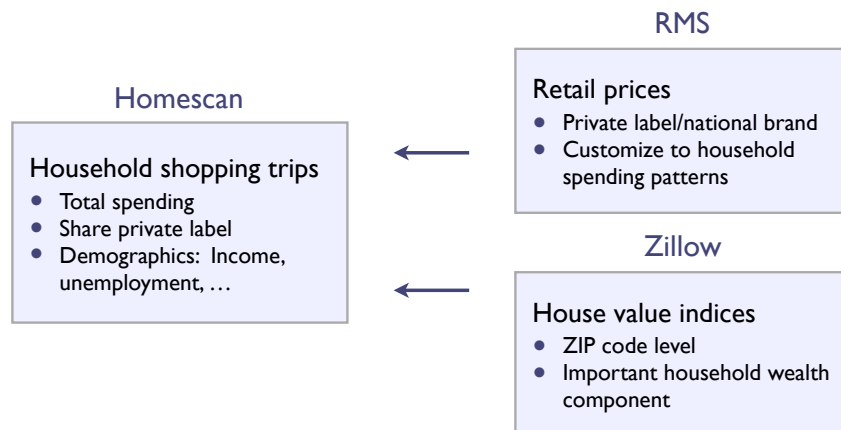 Homescan
Household shopping trips
• Total spending
• Share private label
• Demographics: Income,
unemployment, …
RMS
Retail prices
• Private label/national brand
• Customize to household
spending patterns
Zillow
House value indices
• ZIP code level
• Important household wealth
component